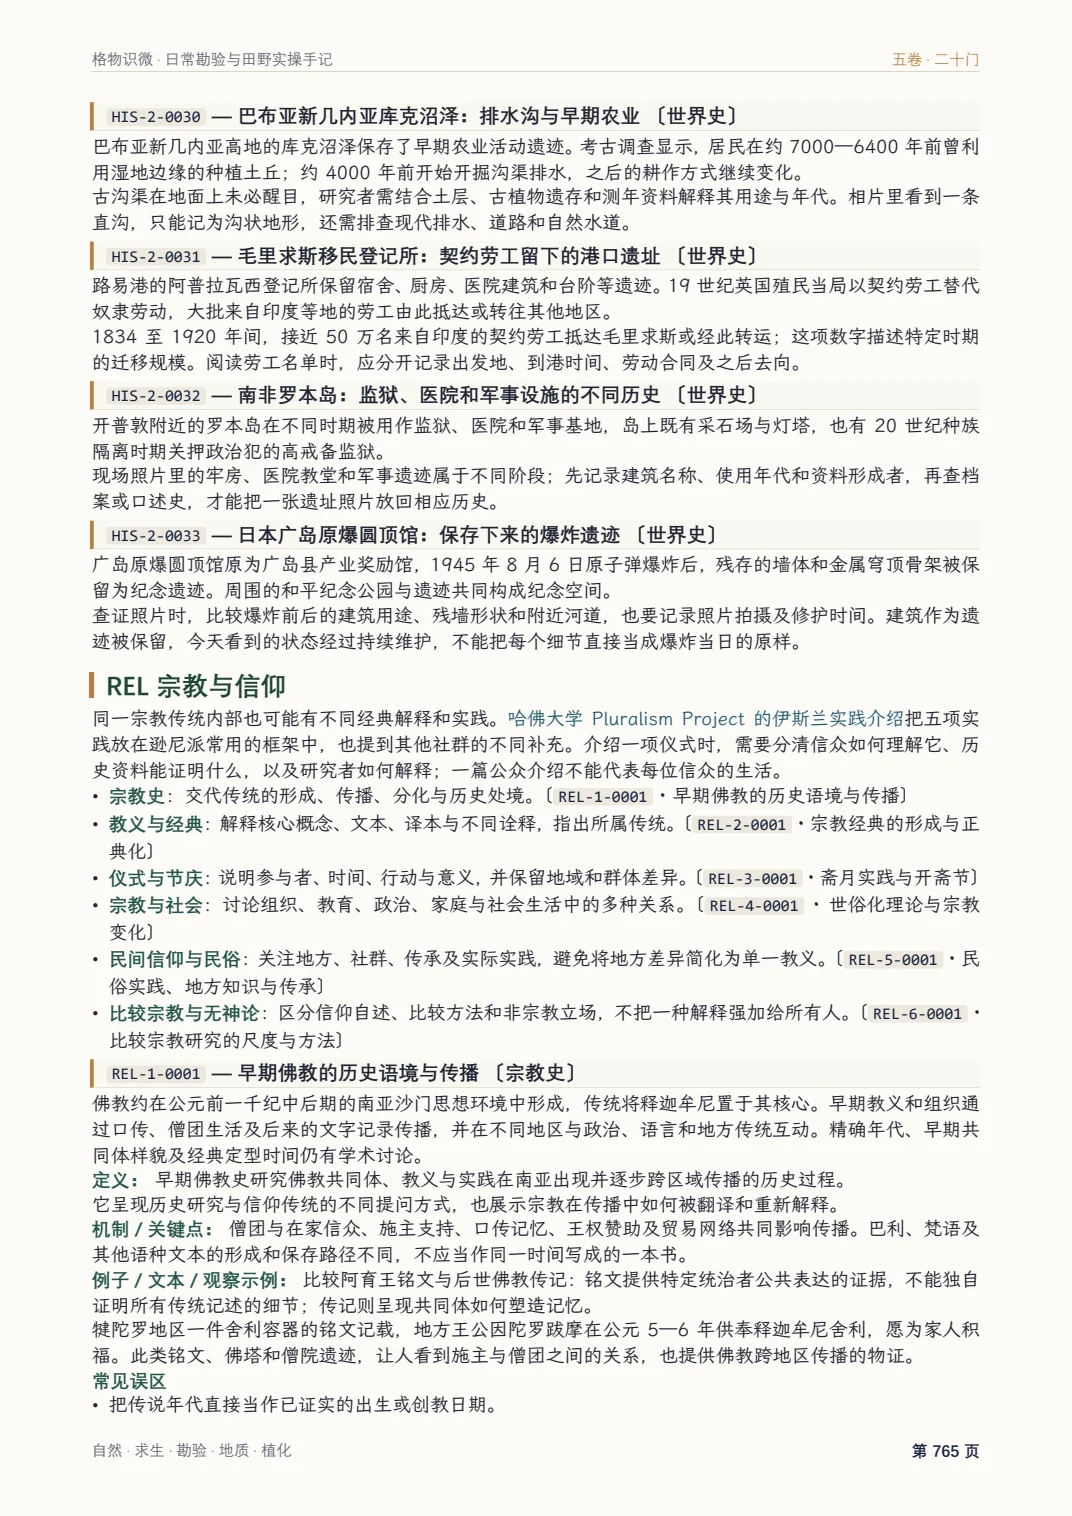 格物识微 · 日常勘验与田野实操手记
五卷 · 二十门
HIS-2-0030 — 巴布亚新几内亚库克沼泽：排水沟与早期农业 〔世界史〕
巴布亚新几内亚高地的库克沼泽保存了早期农业活动遗迹。考古调查显示，居民在约 7000—6400 年前曾利
用湿地边缘的种植土丘；约 4000 年前开始开掘沟渠排水，之后的耕作方式继续变化。
古沟渠在地面上未必醒目，研究者需结合土层、古植物遗存和测年资料解释其用途与年代。相片里看到一条
直沟，只能记为沟状地形，还需排查现代排水、道路和自然水道。
HIS-2-0031 — 毛里求斯移民登记所：契约劳工留下的港口遗址 〔世界史〕
路易港的阿普拉瓦西登记所保留宿舍、厨房、医院建筑和台阶等遗迹。19 世纪英国殖民当局以契约劳工替代
奴隶劳动，大批来自印度等地的劳工由此抵达或转往其他地区。
1834 至 1920 年间，接近 50 万名来自印度的契约劳工抵达毛里求斯或经此转运；这项数字描述特定时期
的迁移规模。阅读劳工名单时，应分开记录出发地、到港时间、劳动合同及之后去向。
HIS-2-0032 — 南非罗本岛：监狱、医院和军事设施的不同历史 〔世界史〕
开普敦附近的罗本岛在不同时期被用作监狱、医院和军事基地，岛上既有采石场与灯塔，也有 20 世纪种族
隔离时期关押政治犯的高戒备监狱。
现场照片里的牢房、医院教堂和军事遗迹属于不同阶段；先记录建筑名称、使用年代和资料形成者，再查档
案或口述史，才能把一张遗址照片放回相应历史。
HIS-2-0033 — 日本广岛原爆圆顶馆：保存下来的爆炸遗迹 〔世界史〕
广岛原爆圆顶馆原为广岛县产业奖励馆，1945 年 8 月 6 日原子弹爆炸后，残存的墙体和金属穹顶骨架被保
留为纪念遗迹。周围的和平纪念公园与遗迹共同构成纪念空间。
查证照片时，比较爆炸前后的建筑用途、残墙形状和附近河道，也要记录照片拍摄及修护时间。建筑作为遗
迹被保留，今天看到的状态经过持续维护，不能把每个细节直接当成爆炸当日的原样。
REL 宗教与信仰
同一宗教传统内部也可能有不同经典解释和实践。哈佛大学 Pluralism Project 的伊斯兰实践介绍把五项实
践放在逊尼派常用的框架中，也提到其他社群的不同补充。介绍一项仪式时，需要分清信众如何理解它、历
史资料能证明什么，以及研究者如何解释；一篇公众介绍不能代表每位信众的生活。
• 宗教史：交代传统的形成、传播、分化与历史处境。〔REL-1-0001 · 早期佛教的历史语境与传播〕
• 教义与经典：解释核心概念、文本、译本与不同诠释，指出所属传统。〔REL-2-0001 · 宗教经典的形成与正
典化〕
• 仪式与节庆：说明参与者、时间、行动与意义，并保留地域和群体差异。〔REL-3-0001 · 斋月实践与开斋节〕
• 宗教与社会：讨论组织、教育、政治、家庭与社会生活中的多种关系。〔REL-4-0001 · 世俗化理论与宗教
变化〕
• 民间信仰与民俗：关注地方、社群、传承及实际实践，避免将地方差异简化为单一教义。〔REL-5-0001 · 民
俗实践、地方知识与传承〕
• 比较宗教与无神论：区分信仰自述、比较方法和非宗教立场，不把一种解释强加给所有人。〔REL-6-0001 ·
比较宗教研究的尺度与方法〕
REL-1-0001 — 早期佛教的历史语境与传播 〔宗教史〕
佛教约在公元前一千纪中后期的南亚沙门思想环境中形成，传统将释迦牟尼置于其核心。早期教义和组织通
过口传、僧团生活及后来的文字记录传播，并在不同地区与政治、语言和地方传统互动。精确年代、早期共
同体样貌及经典定型时间仍有学术讨论。
定义： 早期佛教史研究佛教共同体、教义与实践在南亚出现并逐步跨区域传播的历史过程。
它呈现历史研究与信仰传统的不同提问方式，也展示宗教在传播中如何被翻译和重新解释。
机制 / 关键点： 僧团与在家信众、施主支持、口传记忆、王权赞助及贸易网络共同影响传播。巴利、梵语及
其他语种文本的形成和保存路径不同，不应当作同一时间写成的一本书。
例子 / 文本 / 观察示例： 比较阿育王铭文与后世佛教传记：铭文提供特定统治者公共表达的证据，不能独自
证明所有传统记述的细节；传记则呈现共同体如何塑造记忆。
犍陀罗地区一件舍利容器的铭文记载，地方王公因陀罗跋摩在公元 5—6 年供奉释迦牟尼舍利，愿为家人积
福。此类铭文、佛塔和僧院遗迹，让人看到施主与僧团之间的关系，也提供佛教跨地区传播的物证。
常见误区
• 把传说年代直接当作已证实的出生或创教日期。
自然 · 求生 · 勘验 · 地质 · 植化
第 765 页